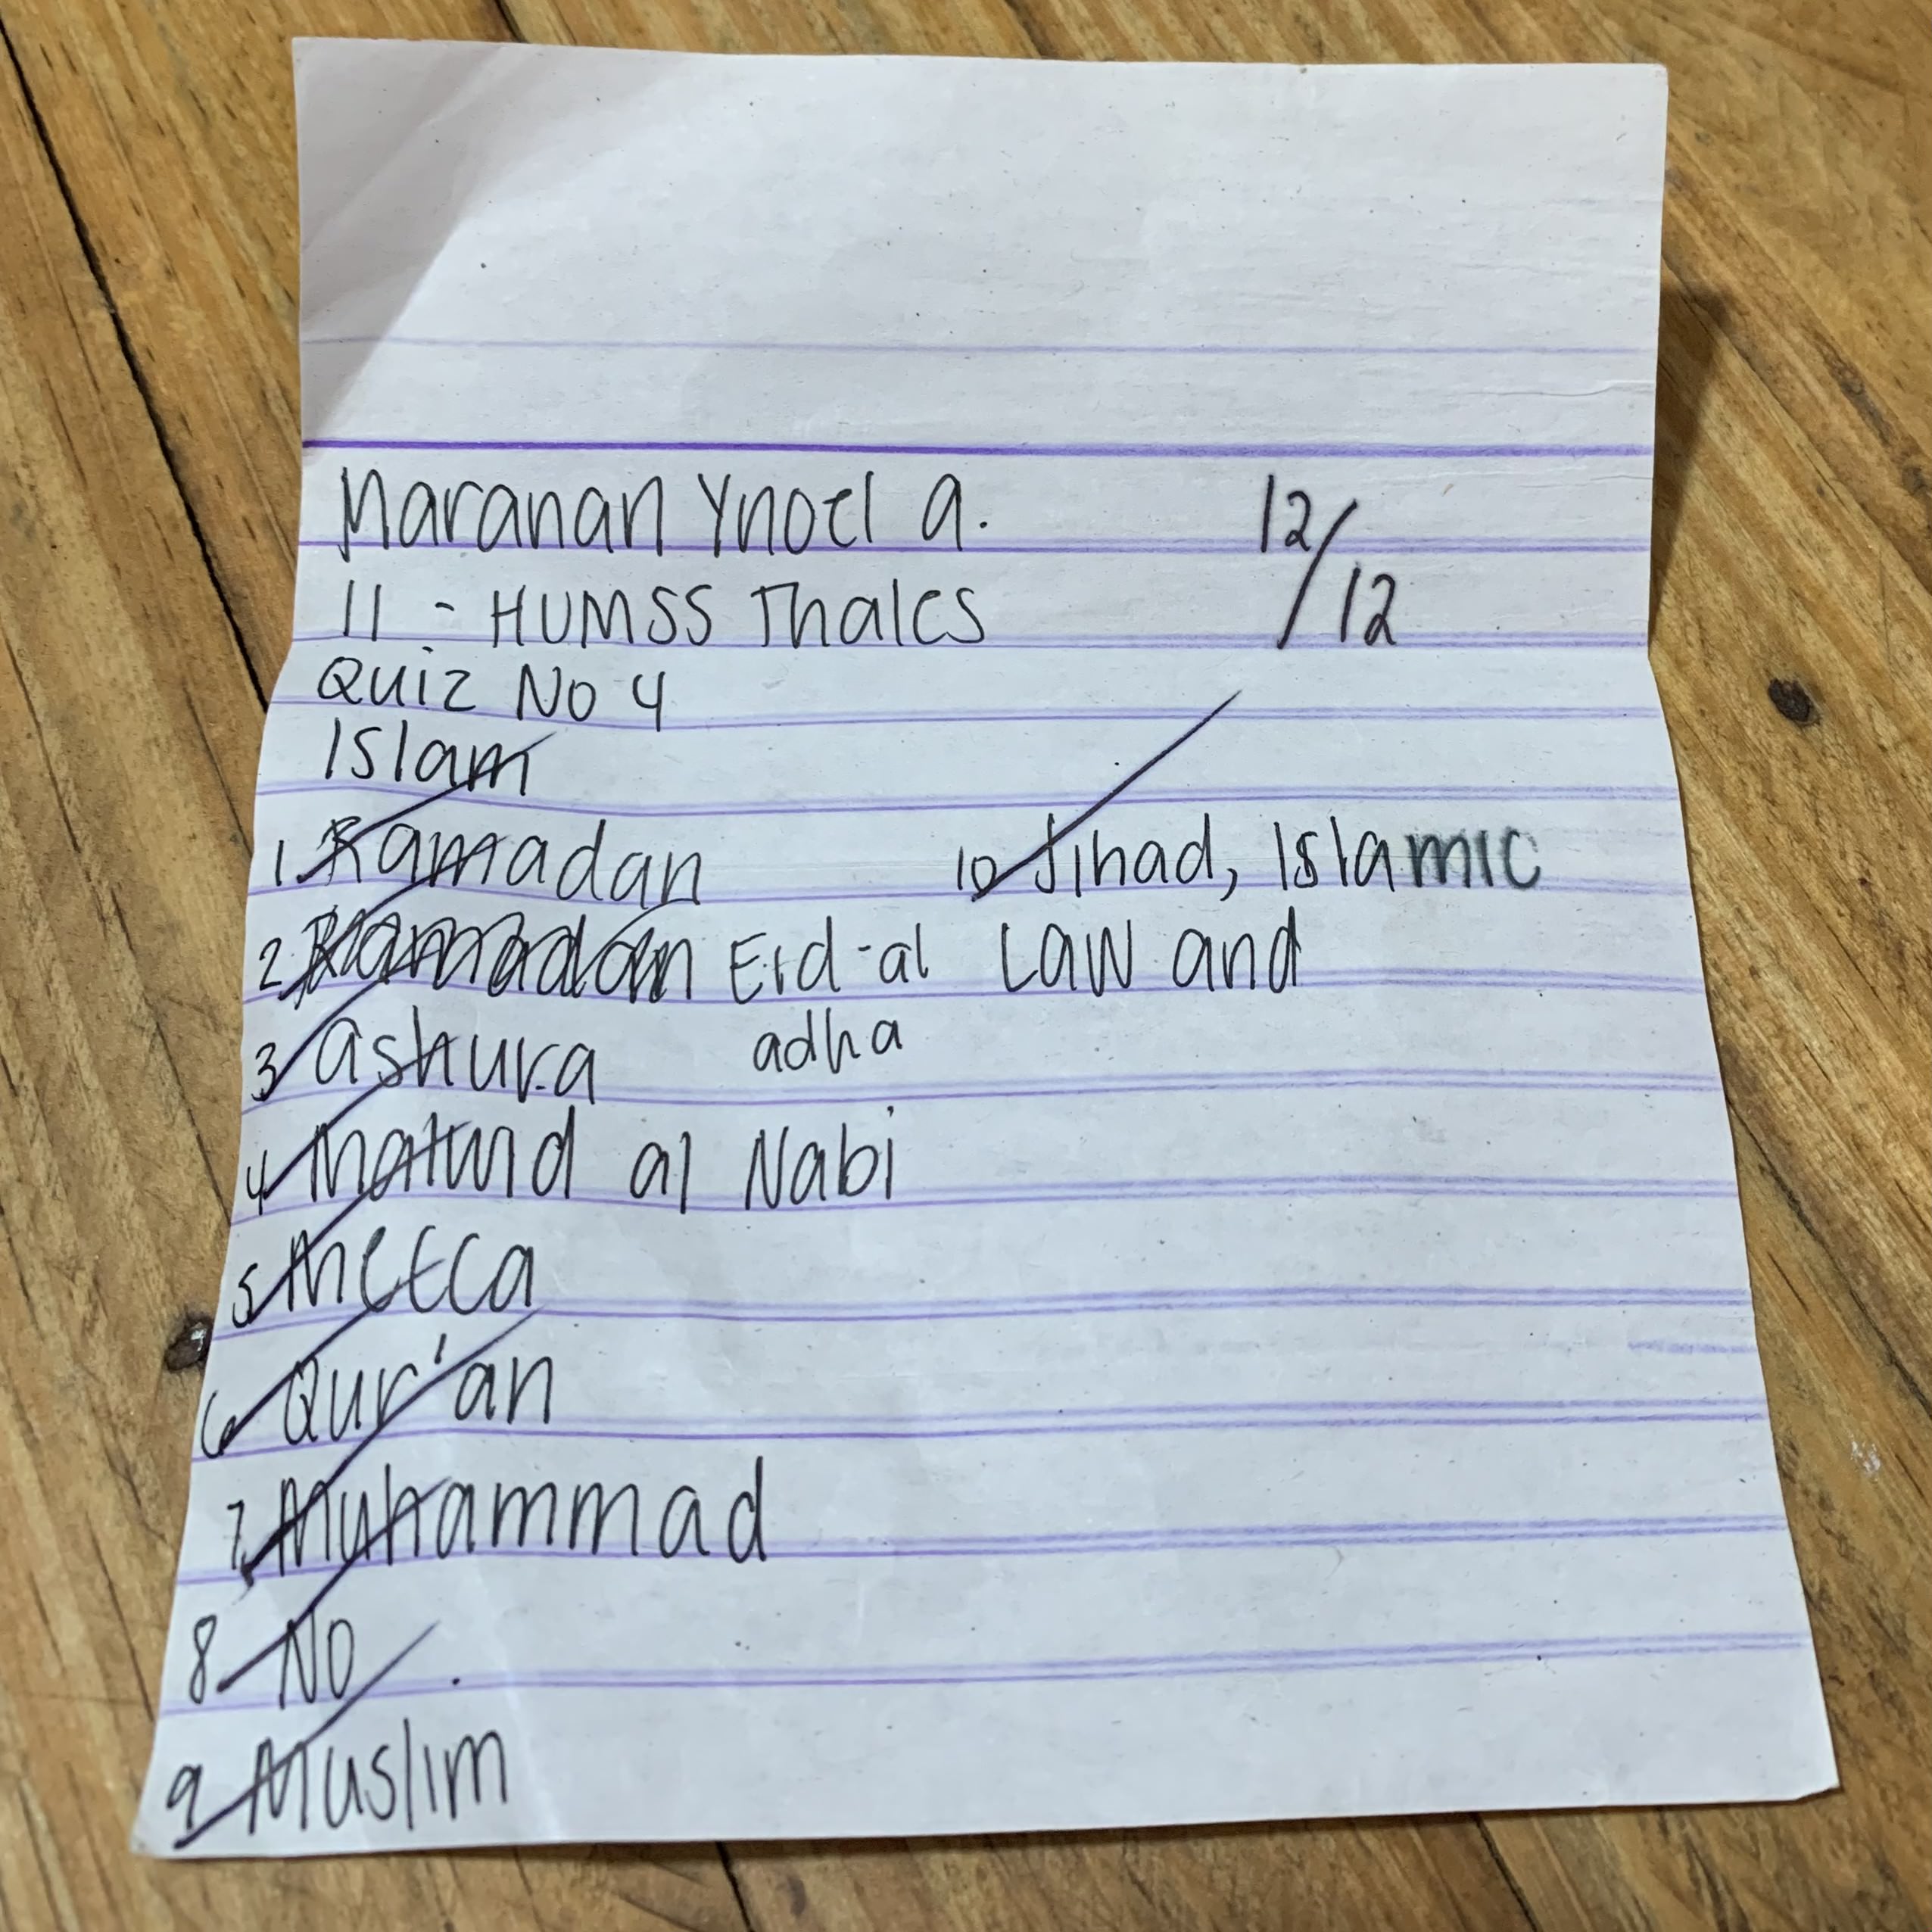 Maranan Ynoel a.
12/12
11 - HUMSS Thales
Quiz No 4
Islam
1. Ramadan
2. Ramadan Eid-al
adha
3. ashura
4. Matwid al Nabi
5. Mecca
6. Qur'an
7. Muhammad
8. No
9. Muslim
10. Jihad, Islamic
Law and